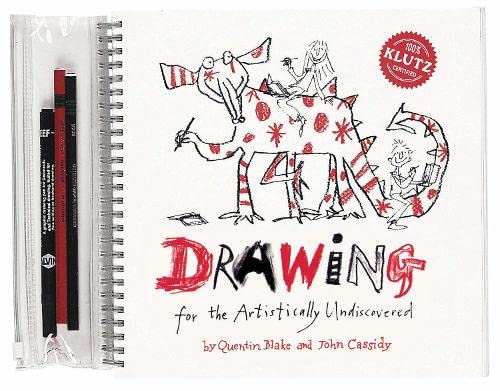 100%
KLUTZ
CERTIFIED
DRAWING
for the Artistically Undiscovered
by Quentin Blake and John Cassidy